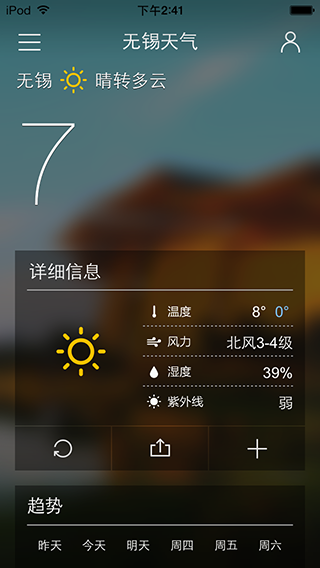 iPod 下午2:41
无锡天气
无锡 晴转多云
7
详细信息
温度 8° 0°
风力 北风3-4级
湿度 39%
紫外线 弱
趋势
昨天 今天 明天 周四 周五 周六